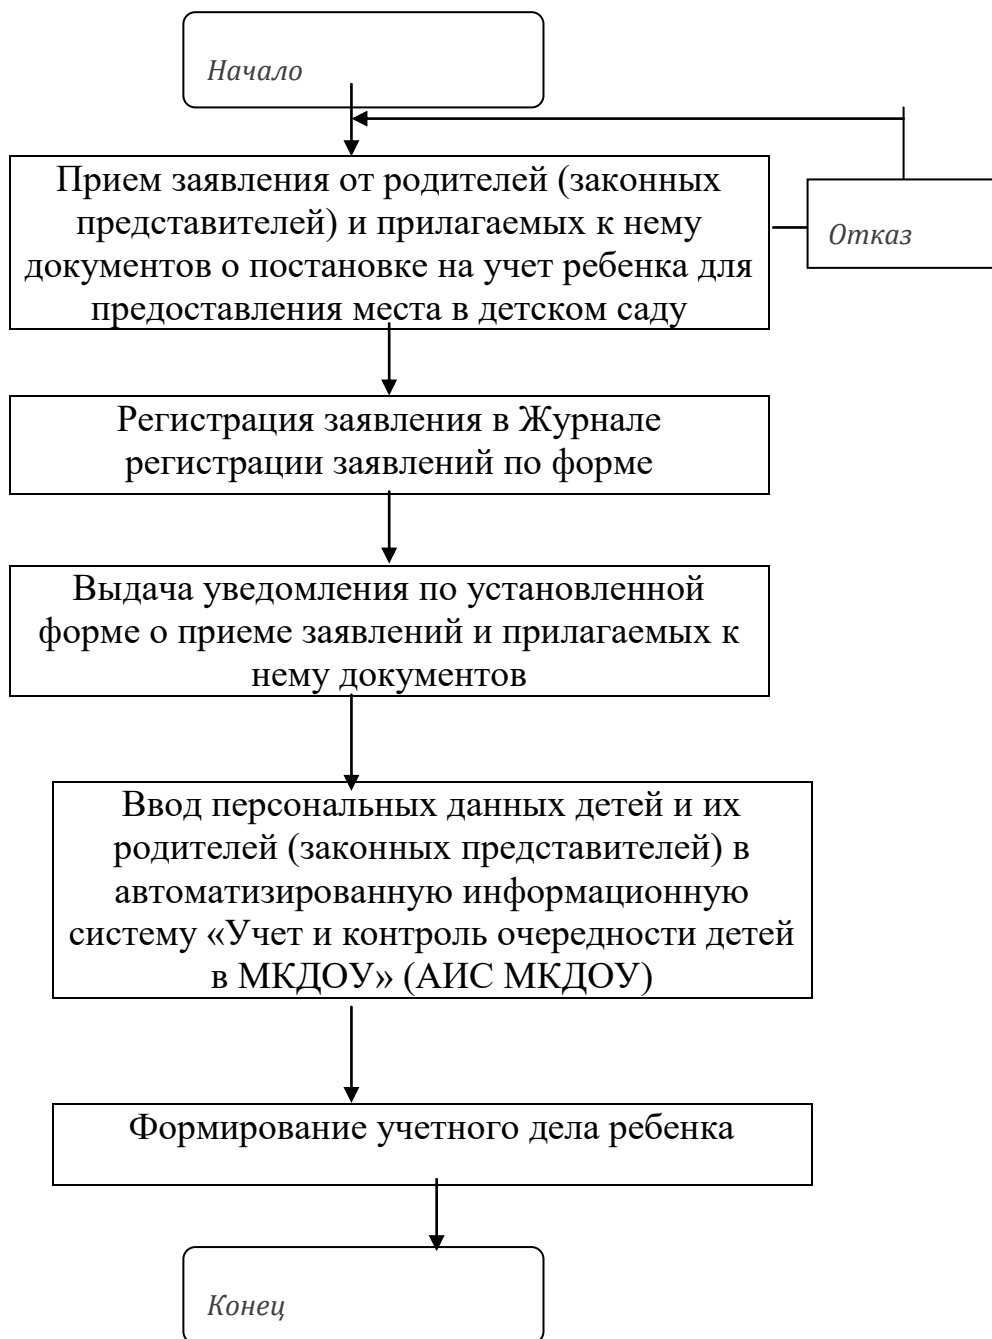 Начало
Прием заявления от родителей (законных
представителей) и прилагаемых к нему
документов о постановке на учет ребенка для
предоставления места в детском саду
Отказ
Регистрация заявления в Журнале
регистрации заявлений по форме
Выдача уведомления по установленной
форме о приеме заявлений и прилагаемых к
нему документов
Ввод персональных данных детей и их
родителей (законных представителей) в
автоматизированную информационную
систему «Учет и контроль очередности детей
в МКДОУ» (АИС МКДОУ)
Формирование учетного дела ребенка
Конец